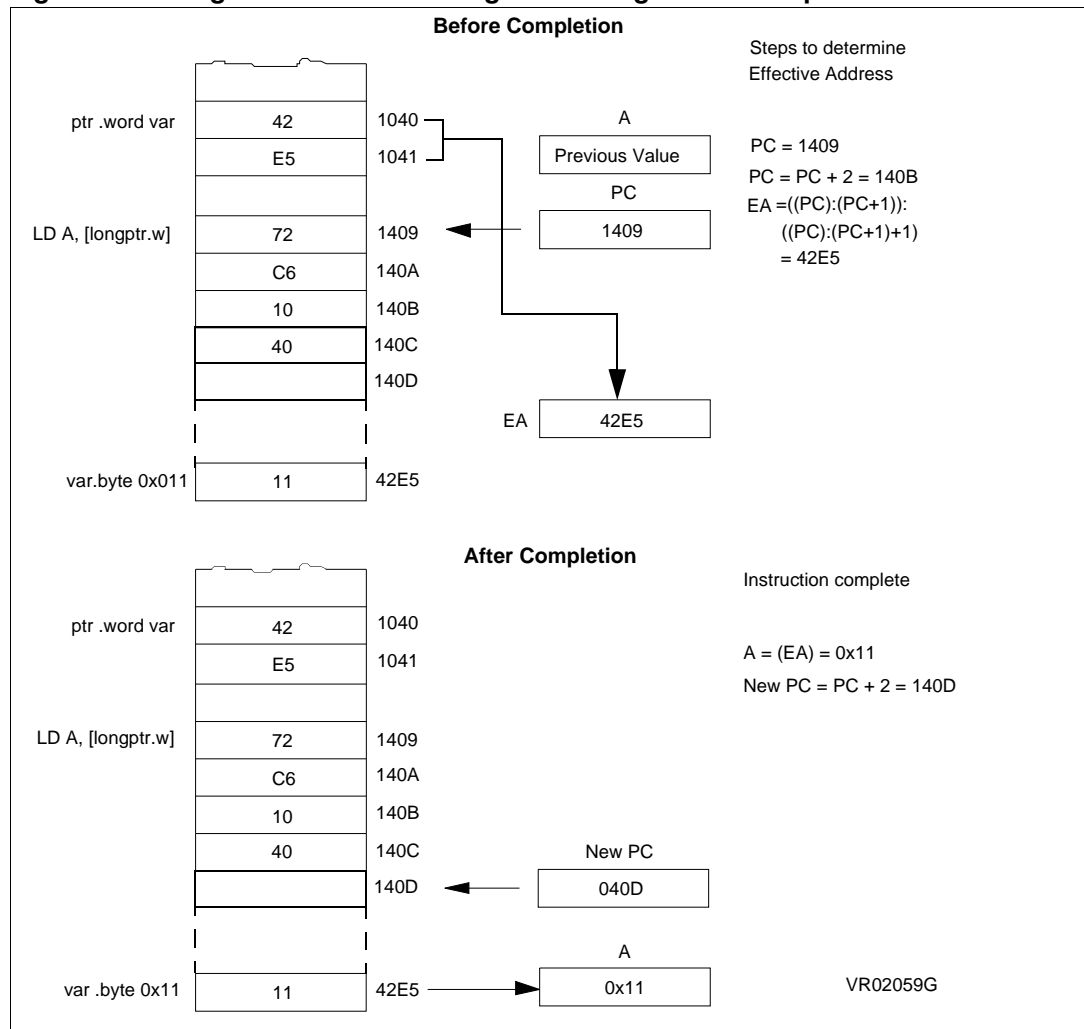 Before Completion
Steps to determine
Effective Address
ptr .word var
42
1040
E5
1041
A
Previous Value
PC
1409
PC = 1409
PC = PC + 2 = 140B
EA =((PC):(PC+1)):
((PC):(PC+1)+1)
= 42E5
LD A, [longptr.w]
72
1409
C6
140A
10
140B
40
140C
140D
EA
42E5
var.byte 0x011
11
42E5
After Completion
Instruction complete
ptr .word var
42
1040
E5
1041
A = (EA) = 0x11
New PC = PC + 2 = 140D
LD A, [longptr.w]
72
1409
C6
140A
10
140B
40
140C
140D
New PC
040D
var .byte 0x11
11
42E5
A
0x11
VR02059G